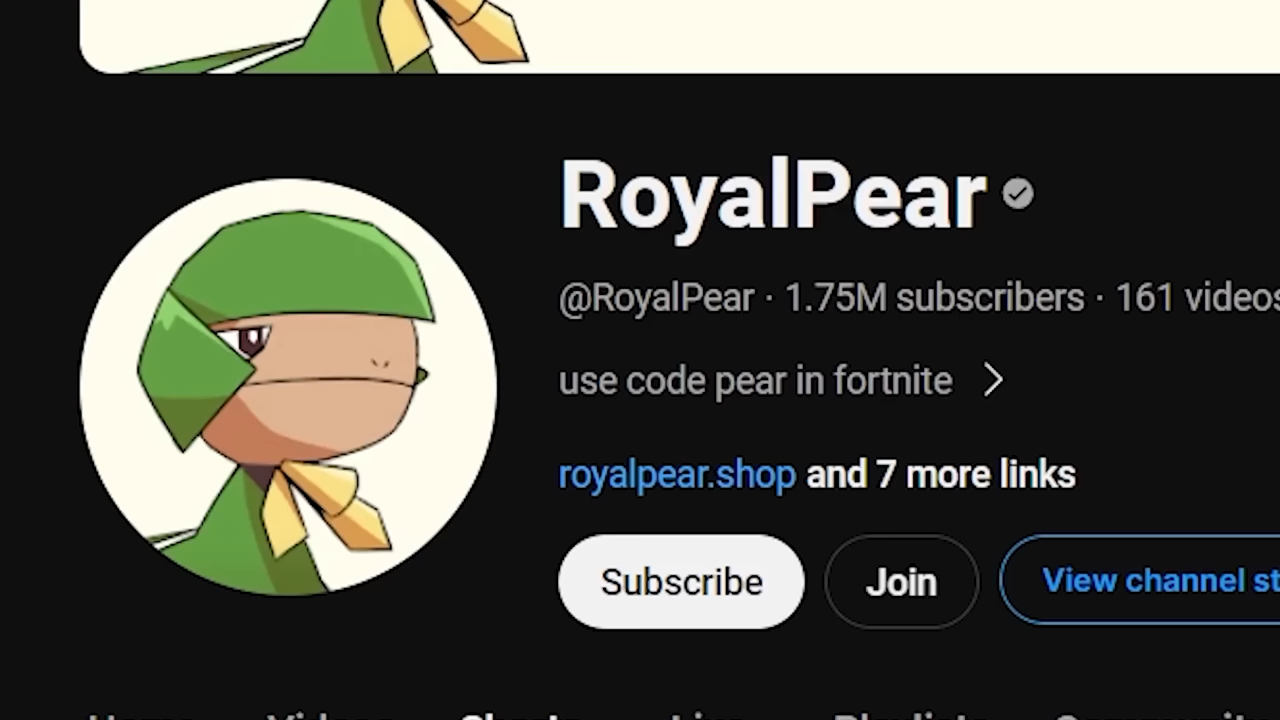 RoyalPear
@RoyalPear · 1.75M subscribers · 161 videos
use code pear in fortnite
royalpear.shop and 7 more links
Subscribe
Join
View channel st